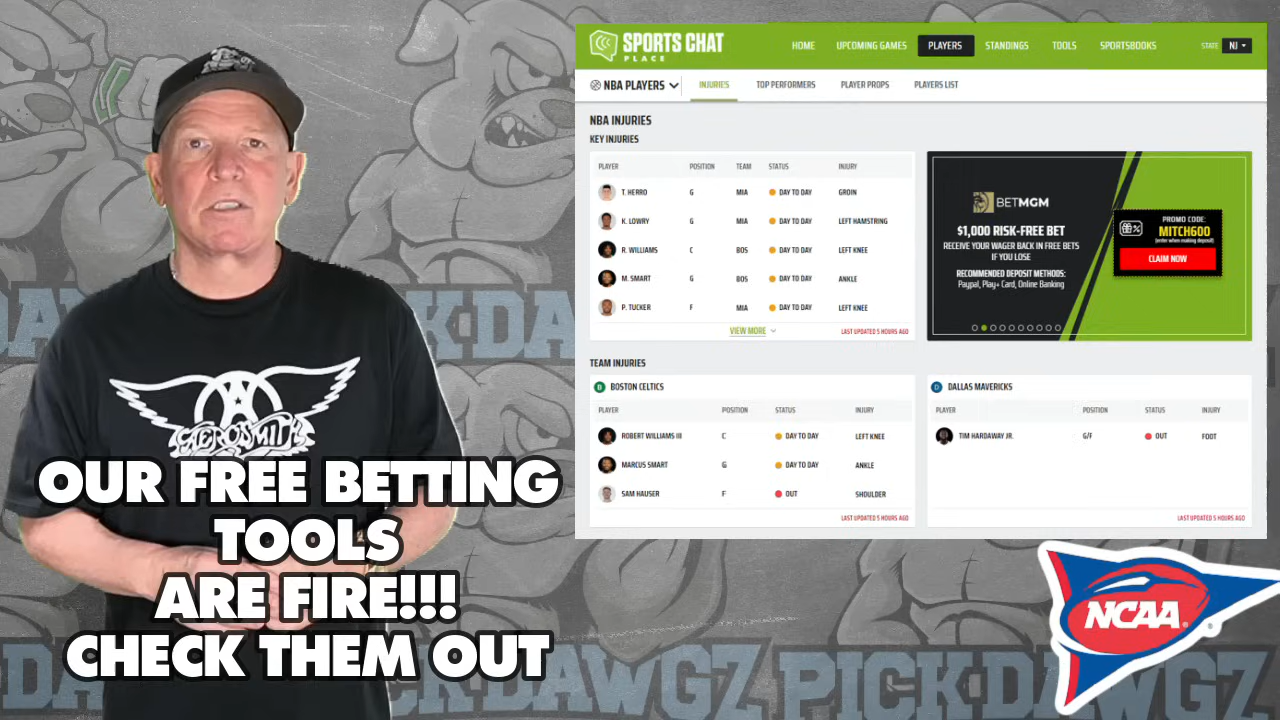 SPORTS CHAT
PLACE
HOME UPCOMING GAMES PLAYERS STANDINGS TOOLS SPORTSBOOKS STATE NJ
NBA PLAYERS INJURIES TOP PERFORMERS PLAYER PROPS PLAYERS LIST
NBA INJURIES
KEY INJURIES
PLAYER POSITION TEAM STATUS INJURY
T. HERRO G MIA DAY TO DAY GROIN
K. LOWRY G MIA DAY TO DAY LEFT HAMSTRING
R. WILLIAMS C BOS DAY TO DAY LEFT KNEE
M. SMART G BOS DAY TO DAY ANKLE
P. TUCKER F MIA DAY TO DAY LEFT KNEE
VIEW MORE LAST UPDATED 5 HOURS AGO
BETMGM
$1,000 RISK-FREE BET
RECEIVE YOUR WAGER BACK IN FREE BETS
IF YOU LOSE
RECOMMENDED DEPOSIT METHODS:
Paypal, Play+ Card, Online Banking
PROMO CODE:
MITCH600
(enter when making deposit)
CLAIM NOW
TEAM INJURIES
B BOSTON CELTICS
PLAYER POSITION STATUS INJURY
ROBERT WILLIAMS III C DAY TO DAY LEFT KNEE
MARCUS SMART G DAY TO DAY ANKLE
SAM HAUSER F OUT SHOULDER
LAST UPDATED 5 HOURS AGO
D DALLAS MAVERICKS
PLAYER POSITION STATUS INJURY
TIM HARDAWAY JR. G/F OUT FOOT
LAST UPDATED 5 HOURS AGO
AEROSMITH
OUR FREE BETTING
TOOLS
ARE FIRE!!!
CHECK THEM OUT
NCAA
PICKDAWGZ PICKDAWGZ